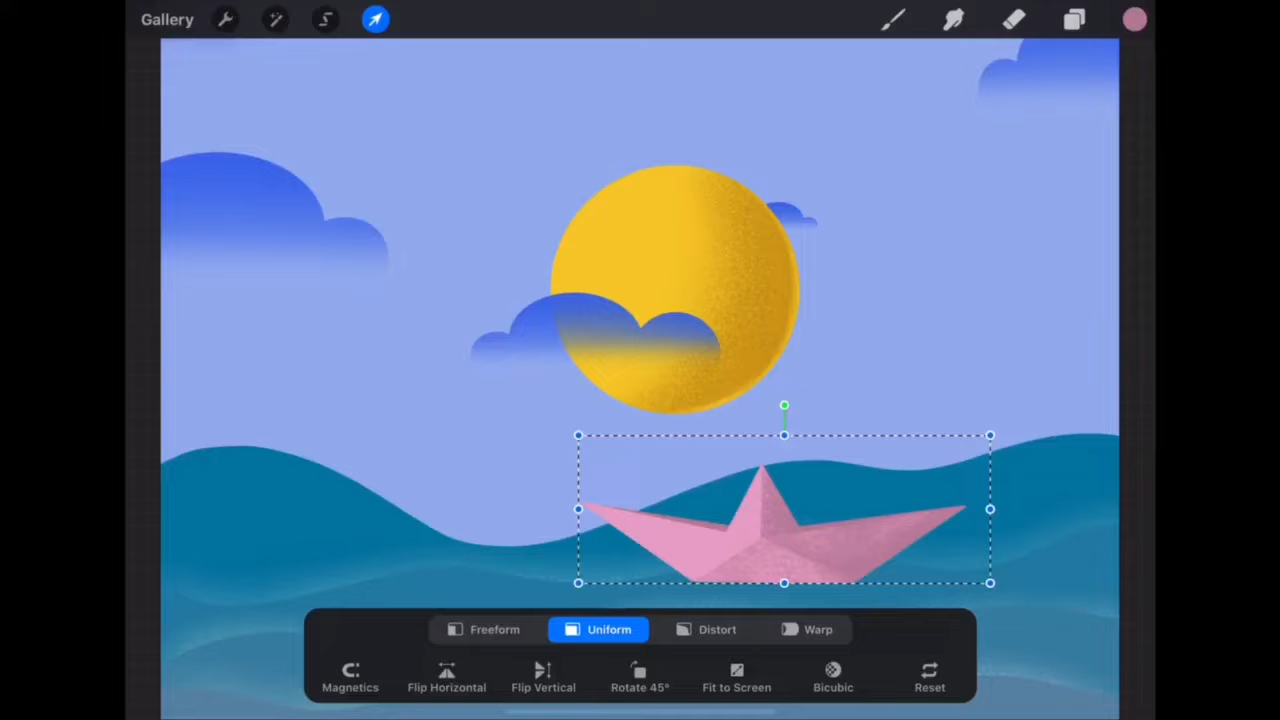 Gallery
Freeform Uniform Distort Warp
Magnetics Flip Horizontal Flip Vertical Rotate 45° Fit to Screen Bicubic Reset